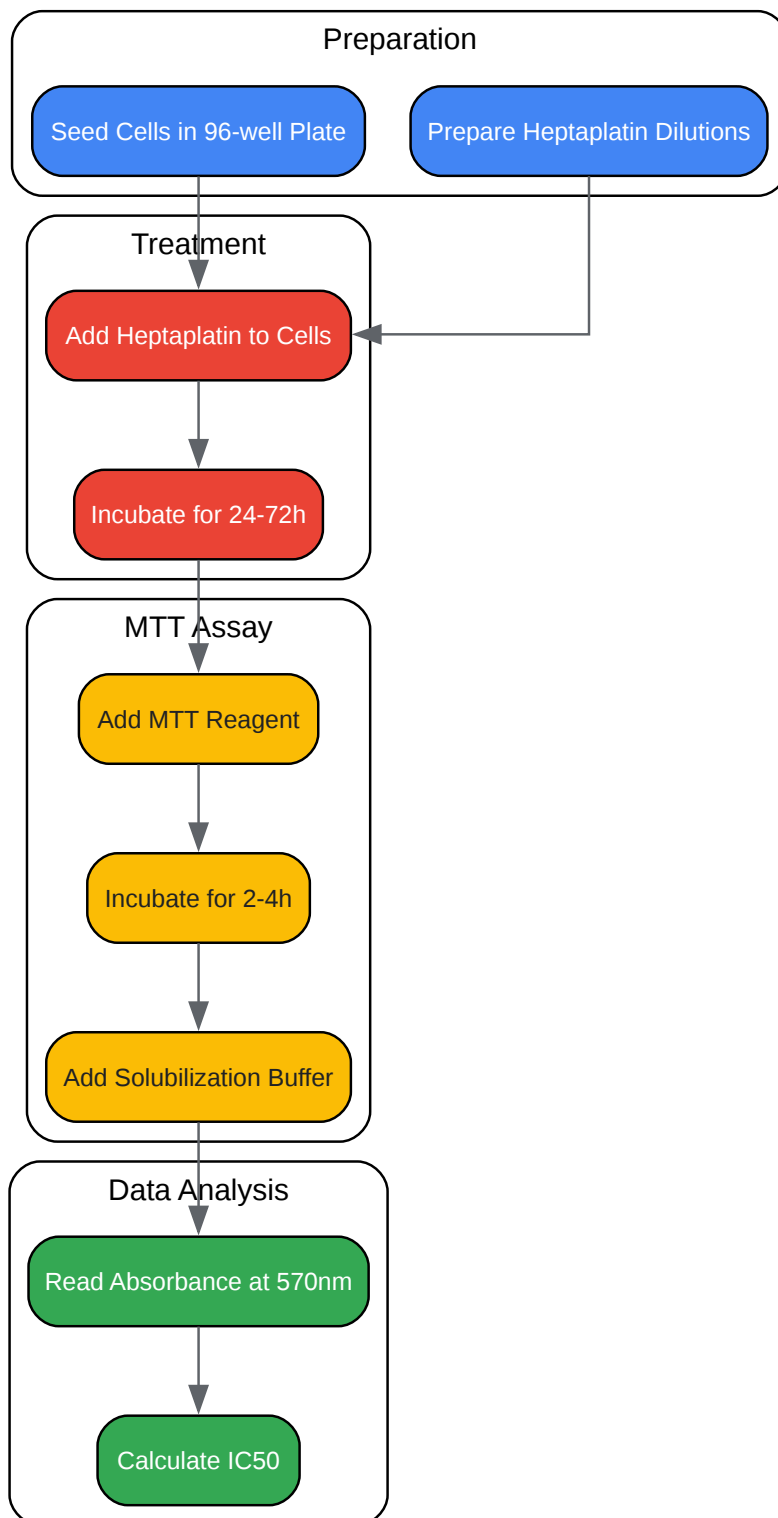 Preparation
Seed Cells in 96-well Plate
Prepare Heptaplatin Dilutions
Treatment
Add Heptaplatin to Cells
Incubate for 24-72h
MTT Assay
Add MTT Reagent
Incubate for 2-4h
Add Solubilization Buffer
Data Analysis
Read Absorbance at 570nm
Calculate IC50